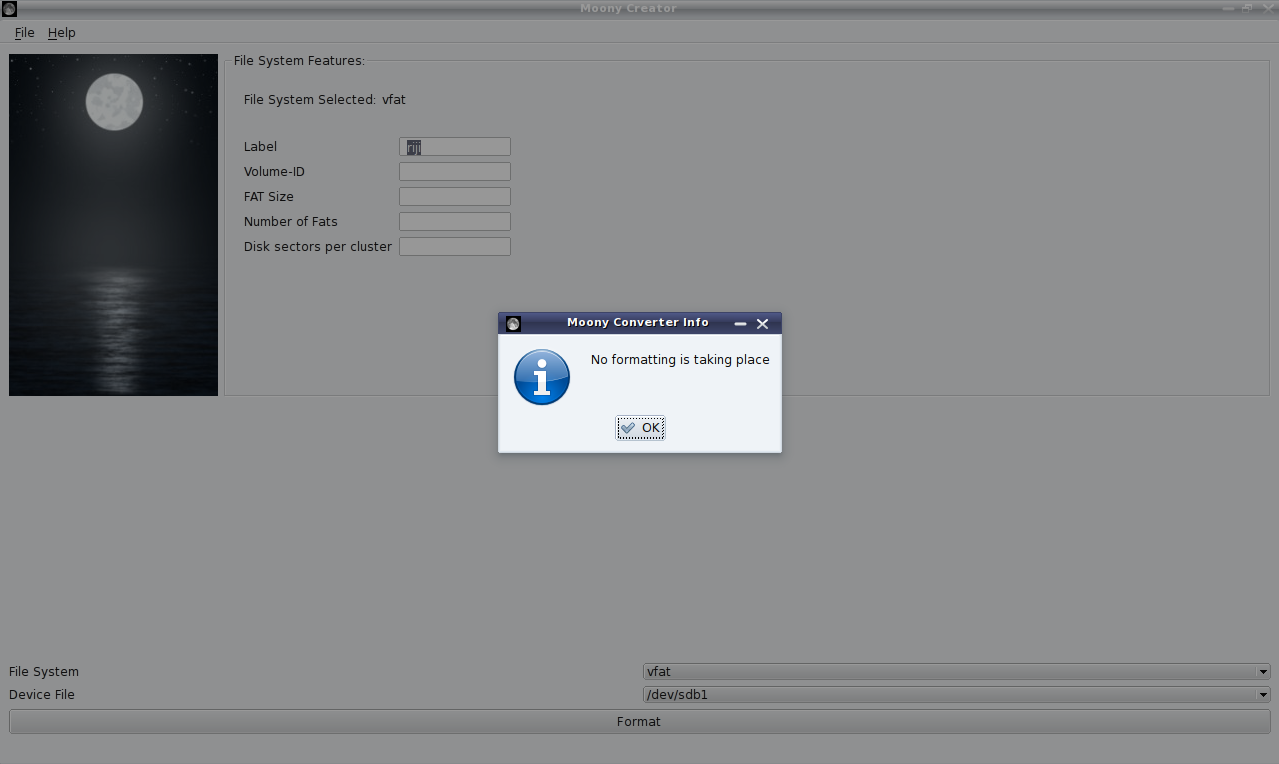 Moony Creator
File Help
File System Features:
File System Selected: vfat
Label riji
Volume-ID
FAT Size
Number of Fats
Disk sectors per cluster
Moony Converter Info
No formatting is taking place
OK
File System vfat
Device File /dev/sdb1
Format